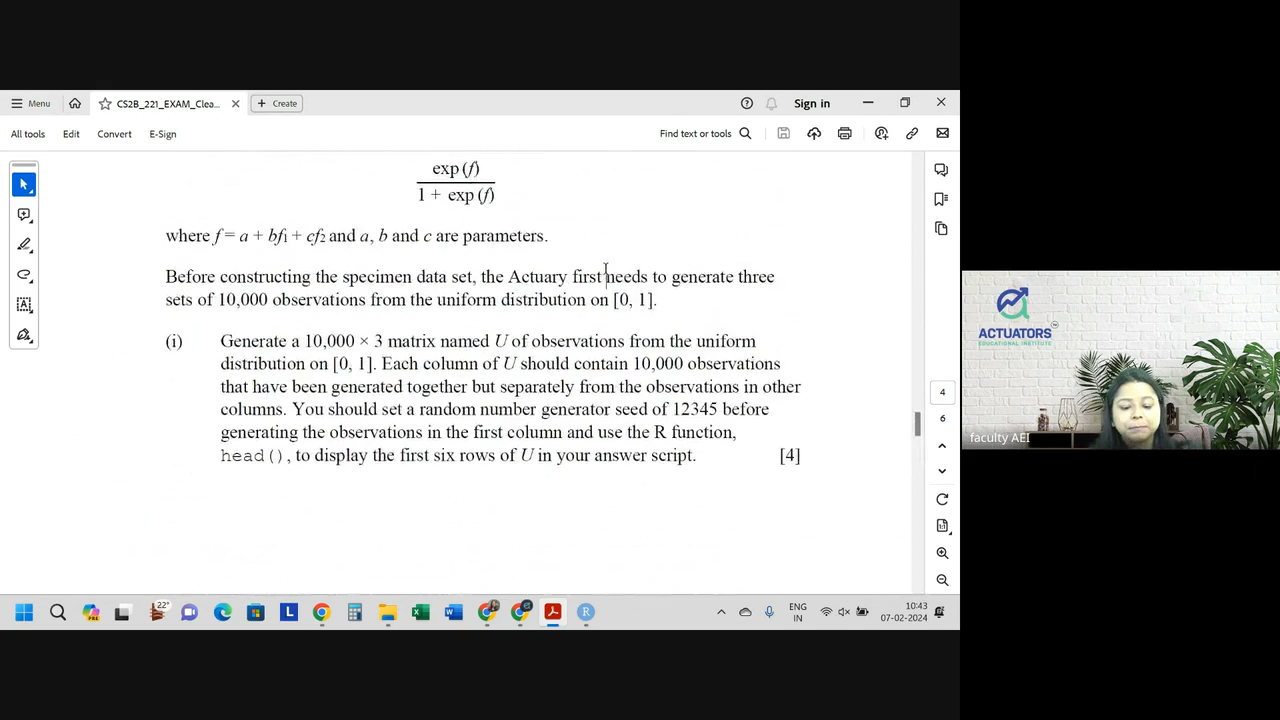 Menu
CS2B_221_EXAM_Clea...
Create
Sign in
All tools
Edit
Convert
E-Sign
Find text or tools
exp (f)
1 + exp (f)
where f = a + bf1 + cf2 and a, b and c are parameters.
Before constructing the specimen data set, the Actuary first needs to generate three
sets of 10,000 observations from the uniform distribution on [0, 1].
(i) Generate a 10,000 × 3 matrix named U of observations from the uniform
distribution on [0, 1]. Each column of U should contain 10,000 observations
that have been generated together but separately from the observations in other
columns. You should set a random number generator seed of 12345 before
generating the observations in the first column and use the R function,
head(), to display the first six rows of U in your answer script. [4]
4
6
ACTUATORS
EDUCATIONAL INSTITUTE
TM
faculty AEI
22°
PRE
L
R
ENG
IN
10:43
07-02-2024